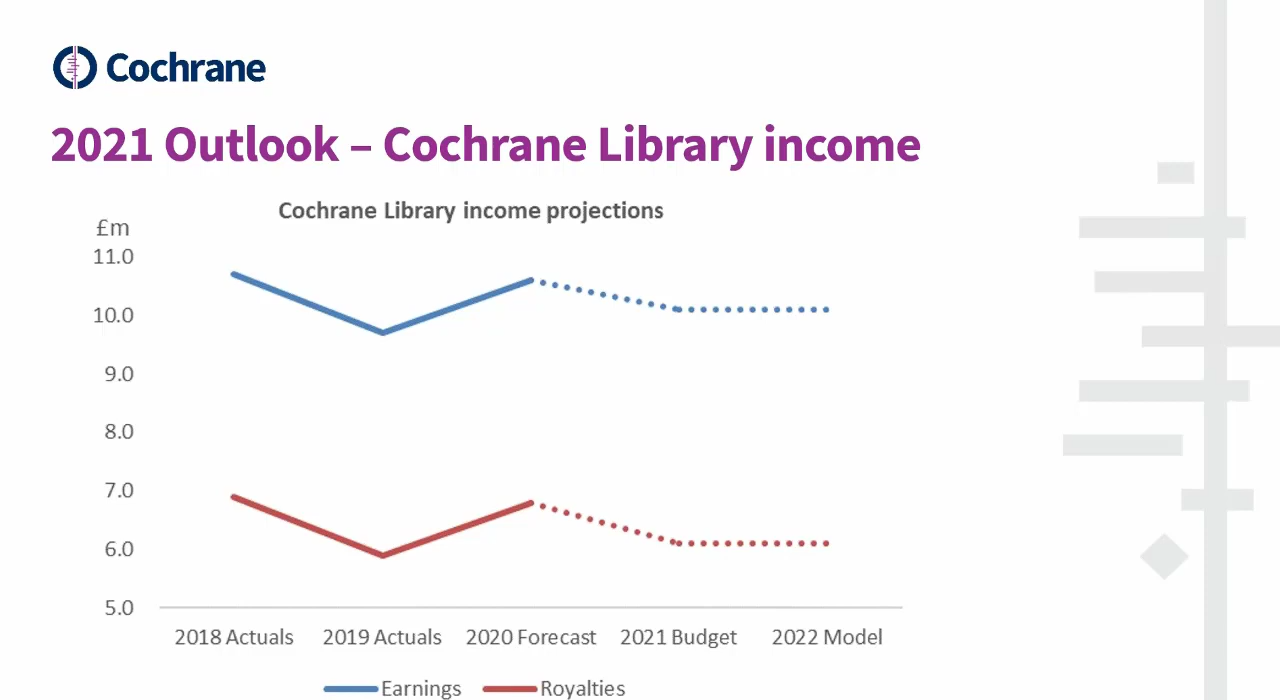 Cochrane
2021 Outlook – Cochrane Library income
Cochrane Library income projections
£m
11.0
10.0
9.0
8.0
7.0
6.0
5.0
2018 Actuals 2019 Actuals 2020 Forecast 2021 Budget 2022 Model
Earnings Royalties